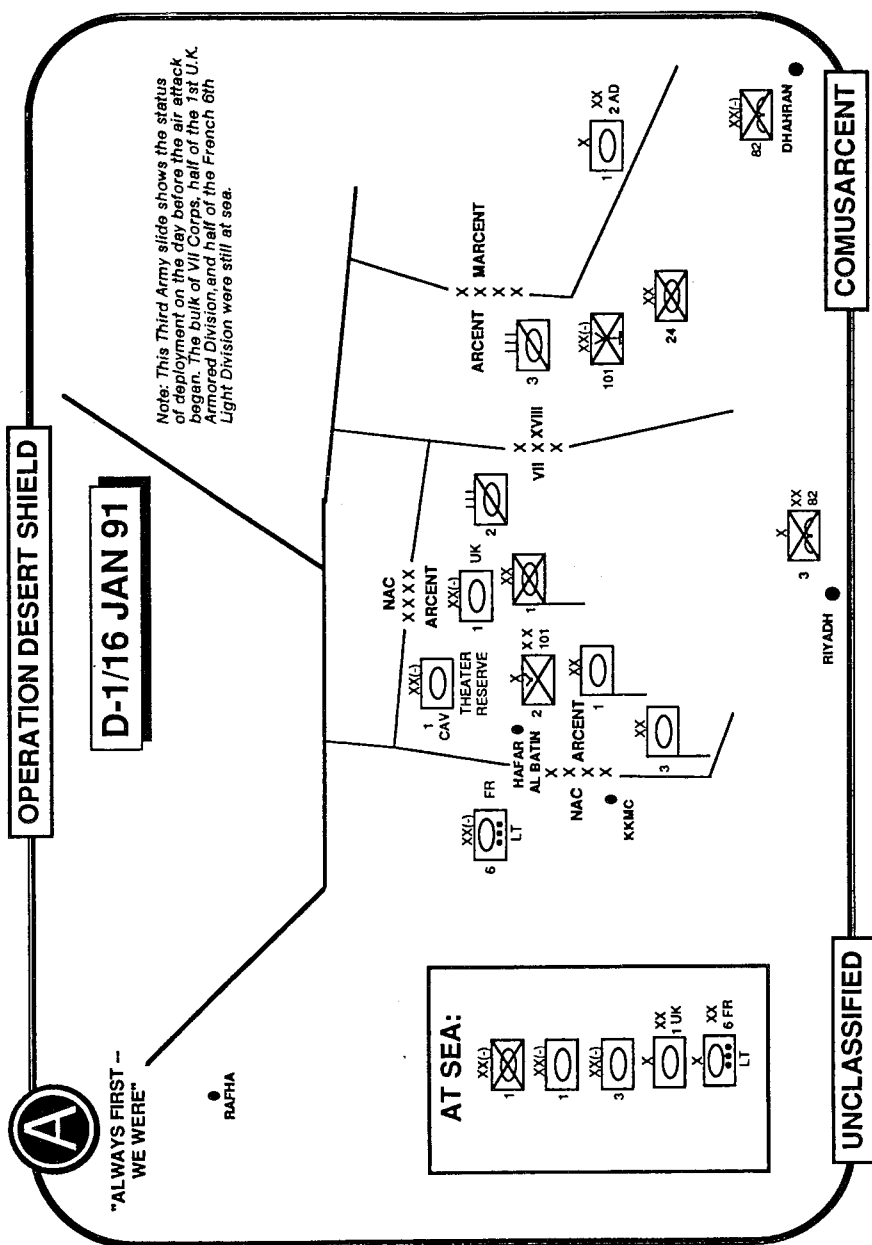 OPERATION DESERT SHIELD
A
"ALWAYS FIRST –
WE WERE"
D-1/16 JAN 91
Note: This Third Army slide shows the status
of deployment on the day before the air attack
began. The bulk of VII Corps, half of the 1st U.K.
Armored Division, and half of the French 6th
Light Division were still at sea.
RAFHA
NAC
XXXX
ARCENT
XX(-)
1
CAV
THEATER
RESERVE
XX(-)
1
UK
XX
1
III
2
VII
XXX
XVIII
ARCENT
XXXX
MARCENT
III
3
XX(-)
101
XX
24
X
1
XX
2 AD
XX(-)
6
FR
LT
HAFAR
AL BATIN
NAC
XXXX
ARCENT
KKMC
X
2
XX
101
XX
1
XX
3
X
3
XX
82
RIYADH
XX(-)
82
DHAHRAN
AT SEA:
XX(-)
1
XX(-)
1
XX(-)
3
X
XX
1 UK
X
XX
6 FR
LT
UNCLASSIFIED
COMUSARCENT